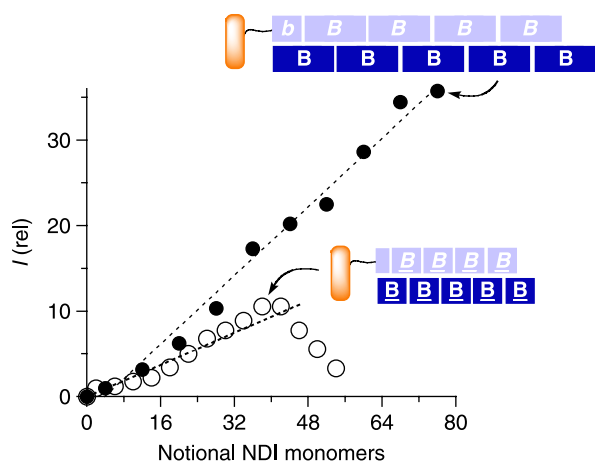 b B B B B
B B B B B
30
20
10
0
I (rel)
B B B B
B B B B B
0 16 32 48 64 80
Notional NDI monomers